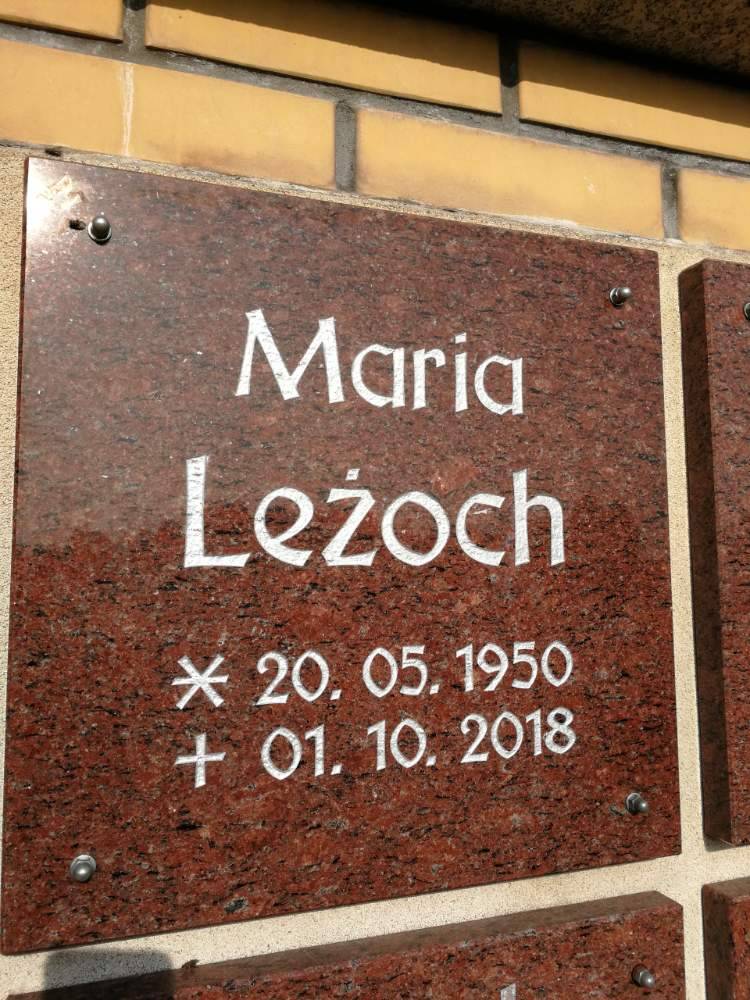 Maria
Leżoch
* 20. 05. 1950
+ 01. 10. 2018